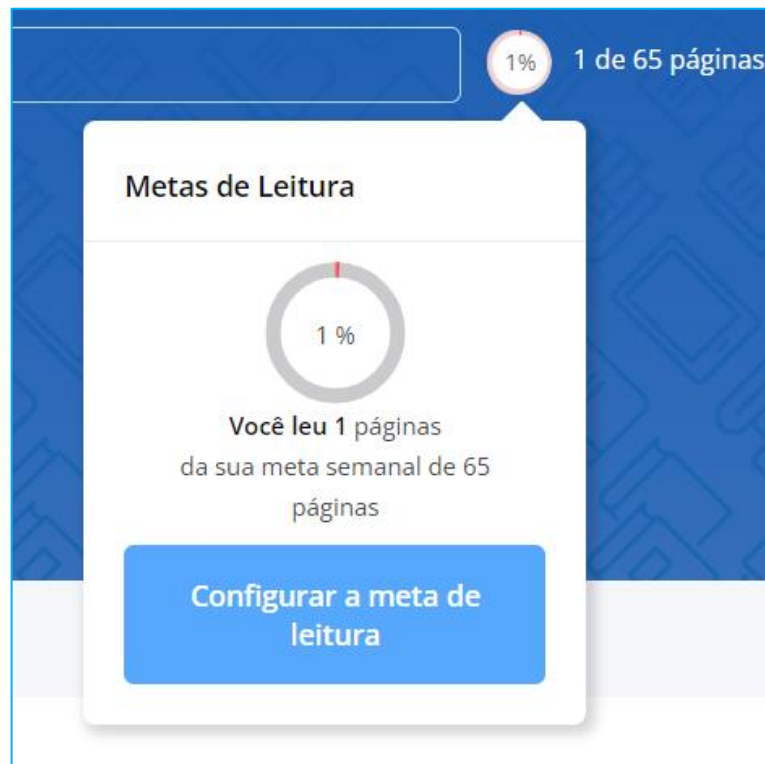 1%
1 de 65 páginas
Metas de Leitura
1 %
Você leu 1 páginas
da sua meta semanal de 65
páginas
Configurar a meta de
leitura